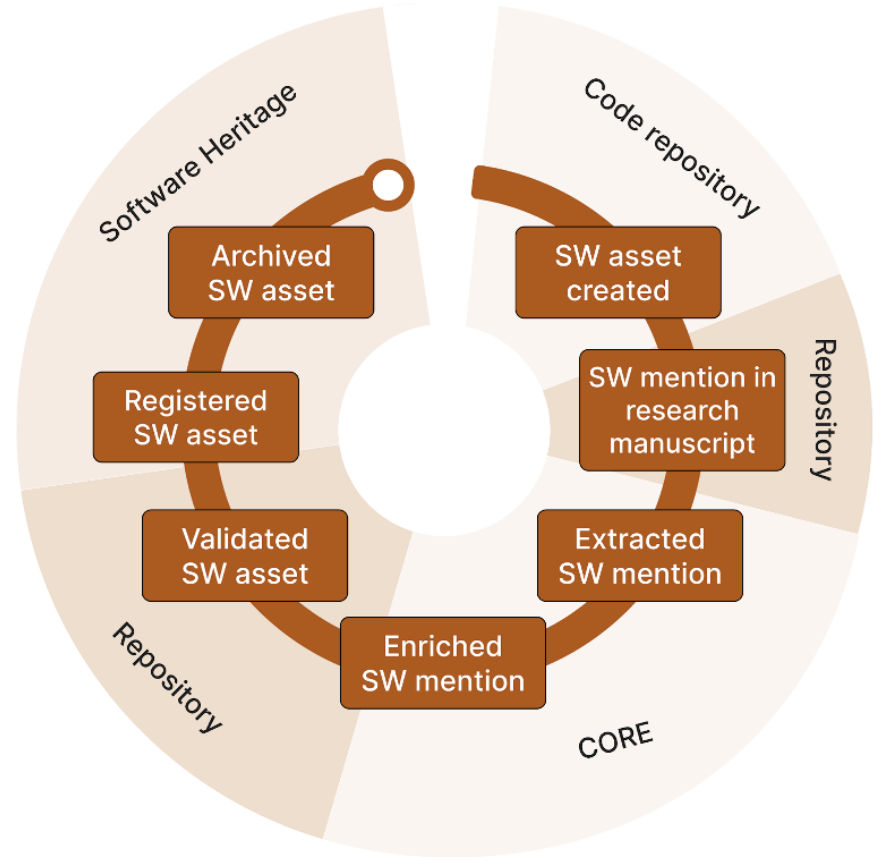 Code repository
SW asset
created
Repository
SW mention in
research
manuscript
Extracted
SW mention
CORE
Enriched
SW mention
Repository
Validated
SW asset
Registered
SW asset
Software Heritage
Archived
SW asset